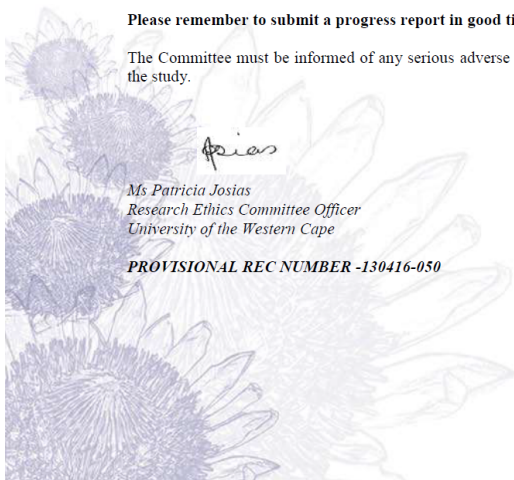 Please remember to submit a progress report in good ti
The Committee must be informed of any serious adverse
the study.
Josias
Ms Patricia Josias
Research Ethics Committee Officer
University of the Western Cape
PROVISIONAL REC NUMBER -130416-050